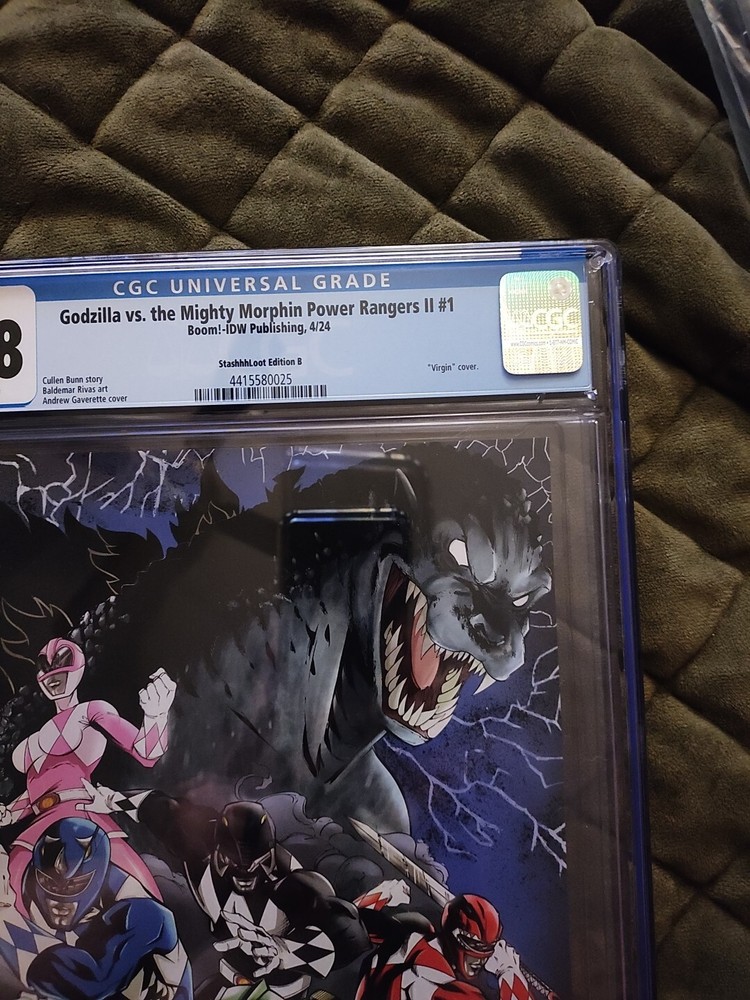 CGC UNIVERSAL GRADE
8
Godzilla vs. the Mighty Morphin Power Rangers II #1
Boom!-IDW Publishing, 4/24
StashhhLoot Edition B
"Virgin" cover.
Cullen Bunn story
Baldemar Rivas art
Andrew Gaverette cover
4415580025
CGC